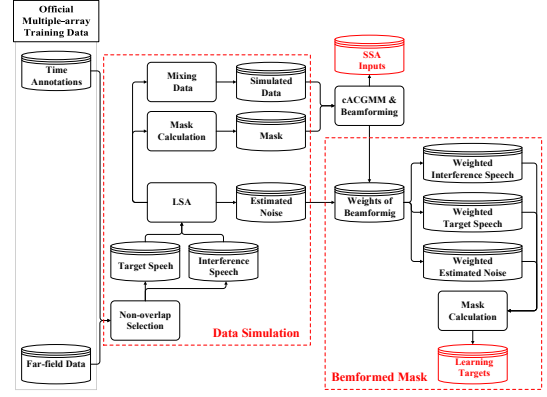 Official
Multiple-array
Training Data
Time
Annotations
Far-field Data
Mixing
Data
Simulated
Data
Mask
Calculation
Mask
LSA
Estimated
Noise
Target Speeh
Interference
Speech
Non-overlap
Selection
Data Simulation
SSA
Inputs
cACGMM &
Beamforming
Weights of
Beamformig
Weighted
Interference Speech
Weighted
Target Speech
Weighted
Estimated Noise
Mask
Calculation
Learning
Targets
Bemformed Mask